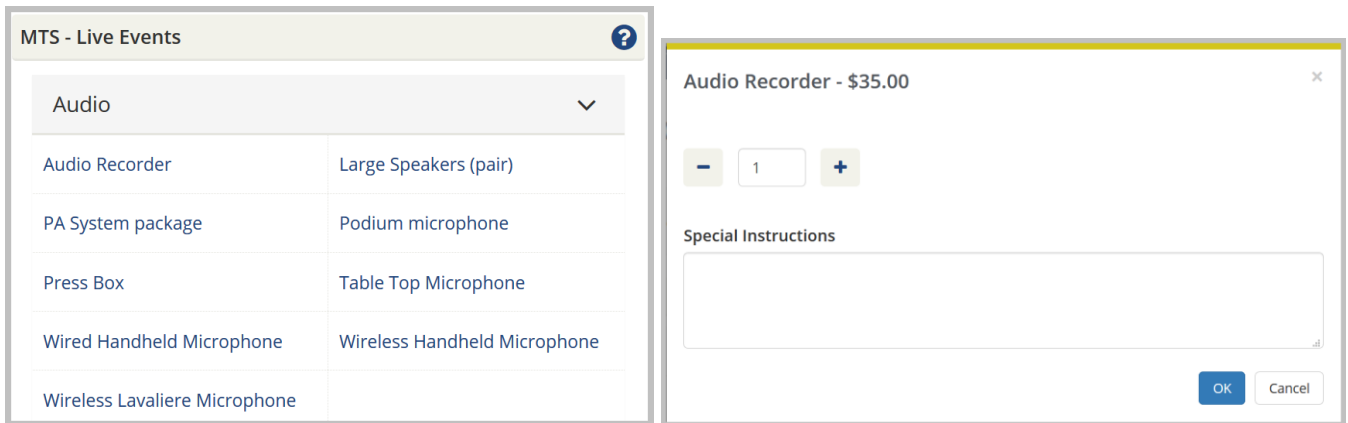 MTS - Live Events
?
Audio
Audio Recorder
Large Speakers (pair)
PA System package
Podium microphone
Press Box
Table Top Microphone
Wired Handheld Microphone
Wireless Handheld Microphone
Wireless Lavaliere Microphone
Audio Recorder - $35.00
×
− 1 +
Special Instructions
OK Cancel